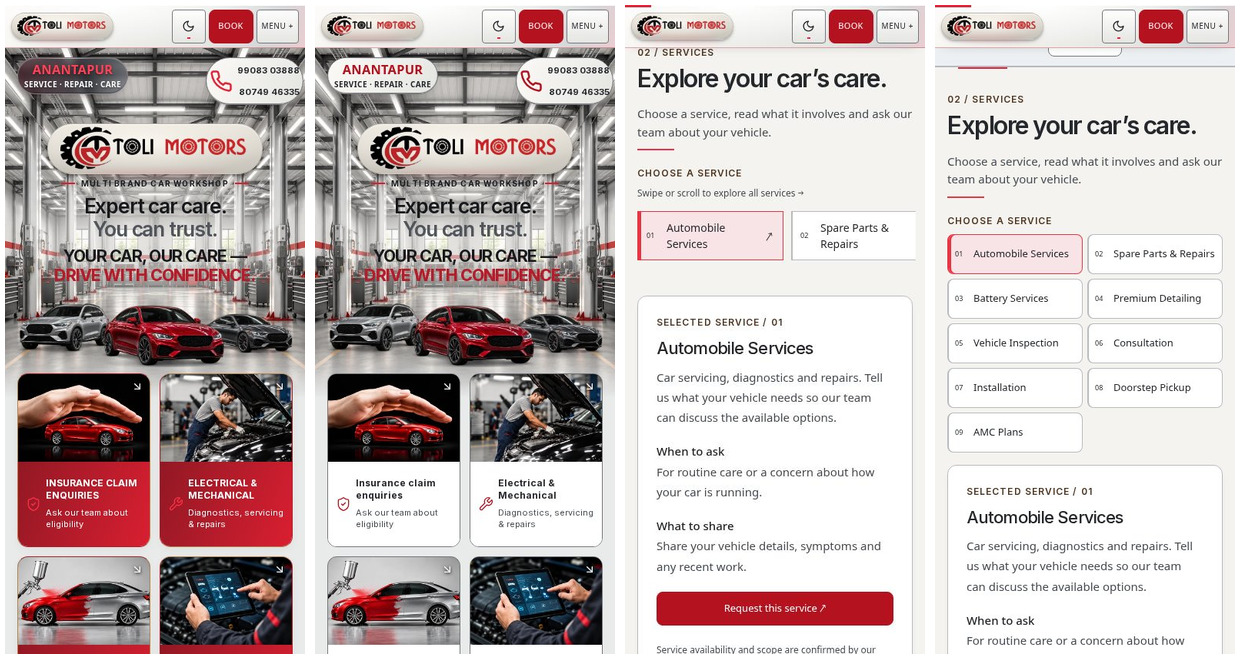 TOLI MOTORS
BOOK
MENU +
ANANTAPUR
SERVICE · REPAIR · CARE
99083 03888
80749 46335
TOLI MOTORS
MULTI BRAND CAR WORKSHOP
Expert car care.
You can trust.
YOUR CAR, OUR CARE —
DRIVE WITH CONFIDENCE
INSURANCE CLAIM
ENQUIRIES
Ask our team about
eligibility
ELECTRICAL &
MECHANICAL
Diagnostics, servicing
& repairs
TOLI MOTORS
BOOK
MENU +
ANANTAPUR
SERVICE · REPAIR · CARE
99083 03888
80749 46335
TOLI MOTORS
MULTI BRAND CAR WORKSHOP
Expert car care.
You can trust.
YOUR CAR, OUR CARE —
DRIVE WITH CONFIDENCE
Insurance claim
enquiries
Ask our team about
eligibility
Electrical &
Mechanical
Diagnostics, servicing
& repairs
TOLI MOTORS
BOOK
MENU +
02 / SERVICES
Explore your car's care.
Choose a service, read what it involves and ask our
team about your vehicle.
CHOOSE A SERVICE
Swipe or scroll to explore all services →
01 Automobile
Services ↗
02 Spare Parts &
Repairs
SELECTED SERVICE / 01
Automobile Services
Car servicing, diagnostics and repairs. Tell
us what your vehicle needs so our team
can discuss the available options.
When to ask
For routine care or a concern about how
your car is running.
What to share
Share your vehicle details, symptoms and
any recent work.
Request this service ↗
Service availability and scope are confirmed by our
TOLI MOTORS
BOOK
MENU +
02 / SERVICES
Explore your car's care.
Choose a service, read what it involves and ask our
team about your vehicle.
CHOOSE A SERVICE
01 Automobile Services
02 Spare Parts & Repairs
03 Battery Services
04 Premium Detailing
05 Vehicle Inspection
06 Consultation
07 Installation
08 Doorstep Pickup
09 AMC Plans
SELECTED SERVICE / 01
Automobile Services
Car servicing, diagnostics and repairs. Tell
us what your vehicle needs so our team
can discuss the available options.
When to ask
For routine care or a concern about how